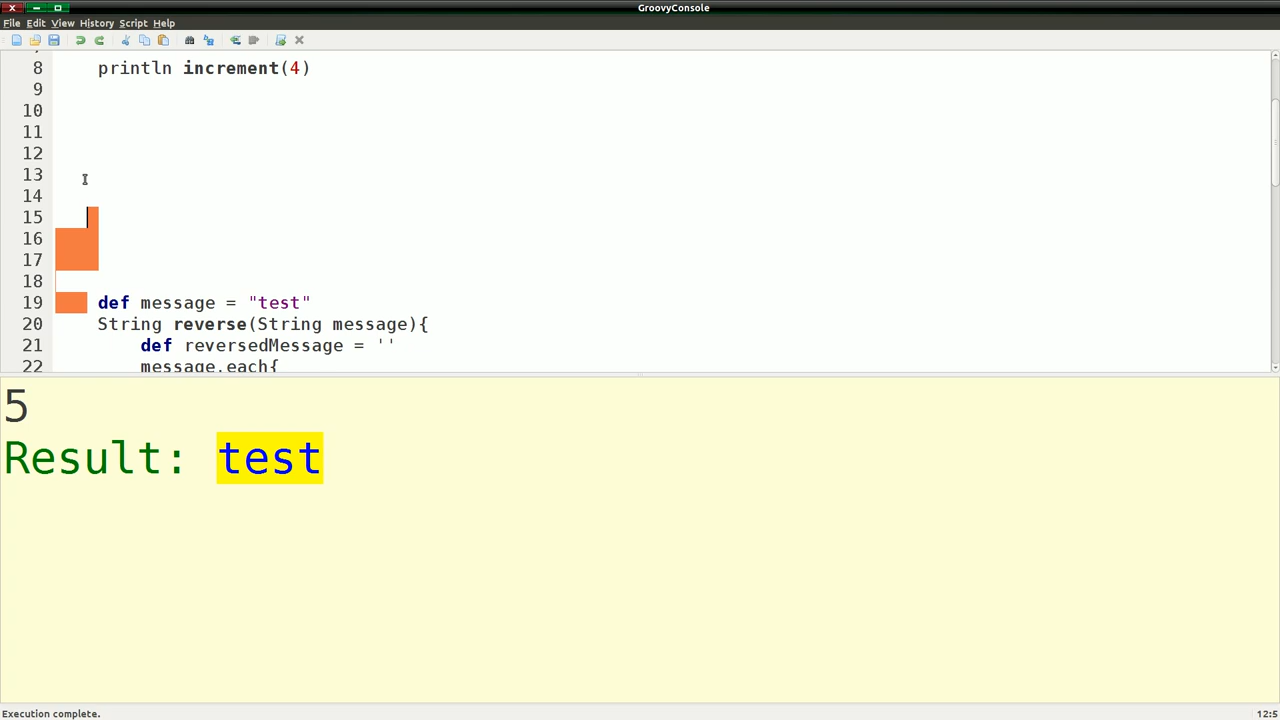 GroovyConsole
File Edit View History Script Help
8 println increment(4)
9
10
11
12
13
14
15
16
17
18
19 def message = "test"
20 String reverse(String message){
21 def reversedMessage = ''
22 message.each{
5
Result: test
Execution complete. 12:5